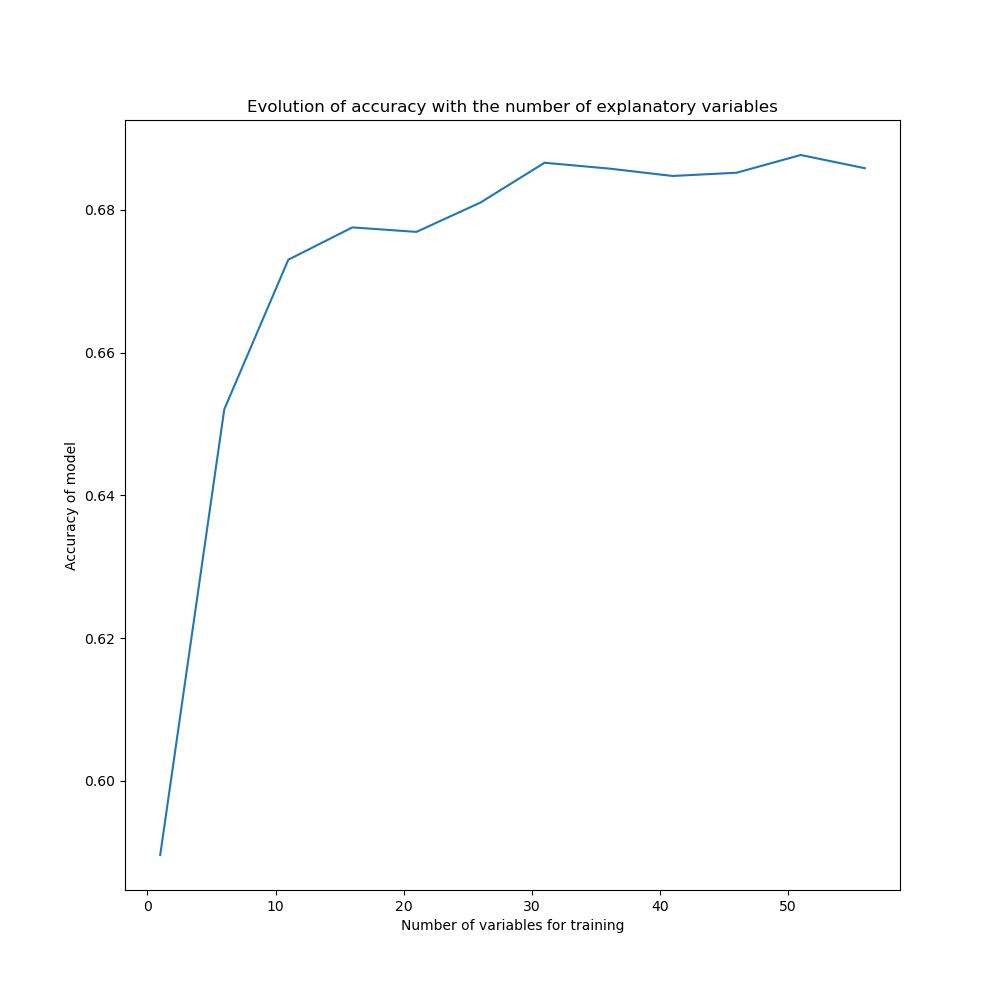 Evolution of accuracy with the number of explanatory variables
0.68
0.66
0.64
0.62
0.60
Accuracy of model
0 10 20 30 40 50
Number of variables for training